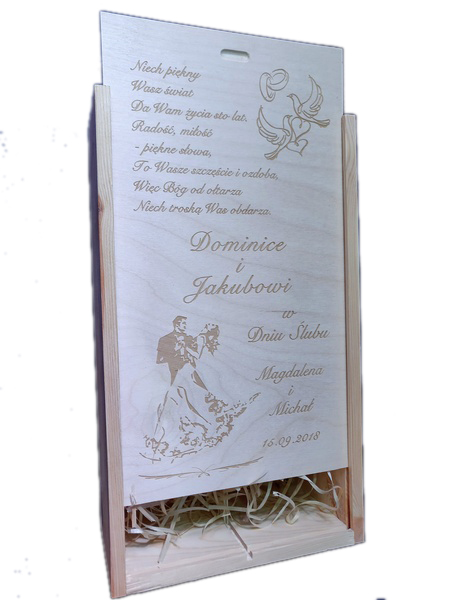 Niech piękny
Wasz świat
Da Wam życia sto lat.
Radość, miłość
- piękne słowa,
To Wasze szczęście i ozdoba,
Więc Bóg od ołtarza
Niech troską Was obdarza.
Dominice
i
Jakubowi
w
Dniu Ślubu
Magdalena
i
Michał
15.09.2018